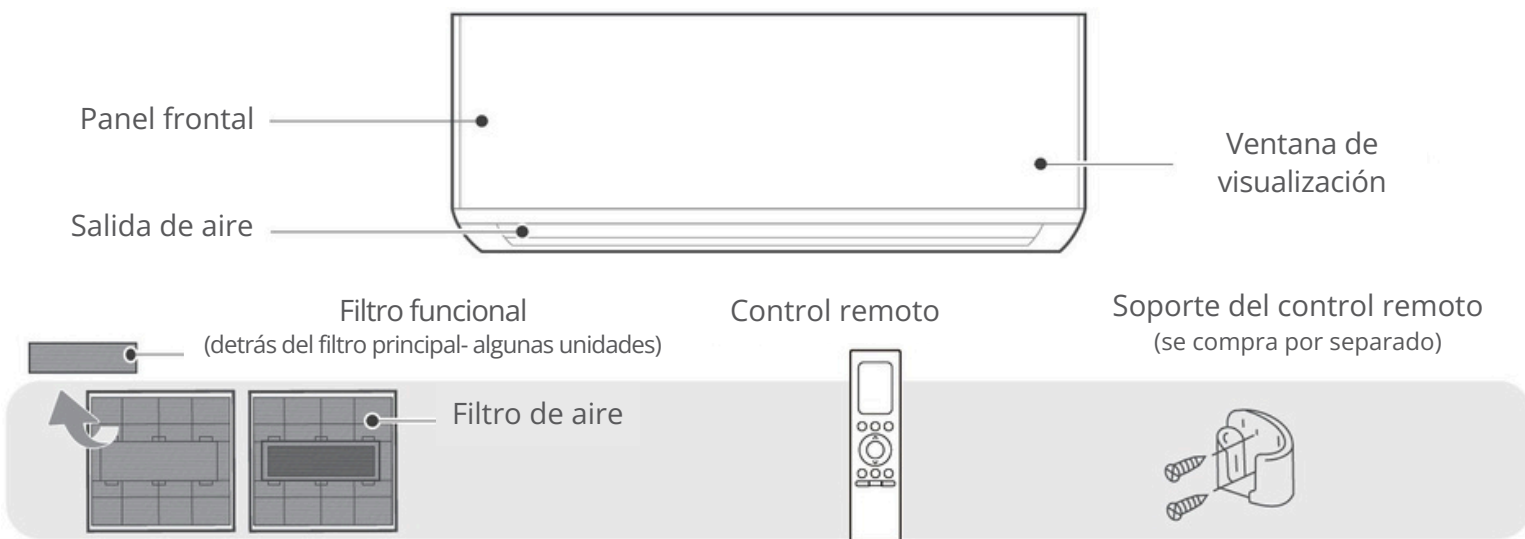 Panel frontal
Ventana de
visualización
Salida de aire
Filtro funcional
(detrás del filtro principal- algunas unidades)
Control remoto
Soporte del control remoto
(se compra por separado)
Filtro de aire